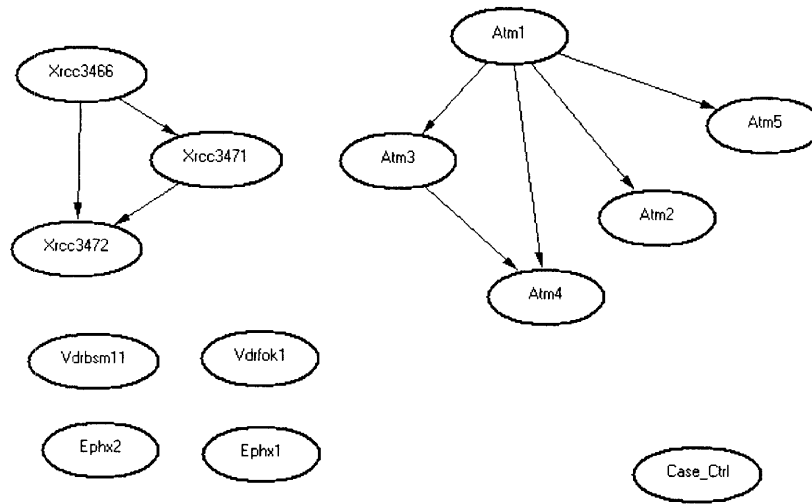 Atm1
Xrcc3466
Atm5
Xrcc3471
Atm3
Atm2
Xrcc3472
Atm4
Vdrbsm11
Vdrfok1
Ephx2
Ephx1
Case_Ctrl